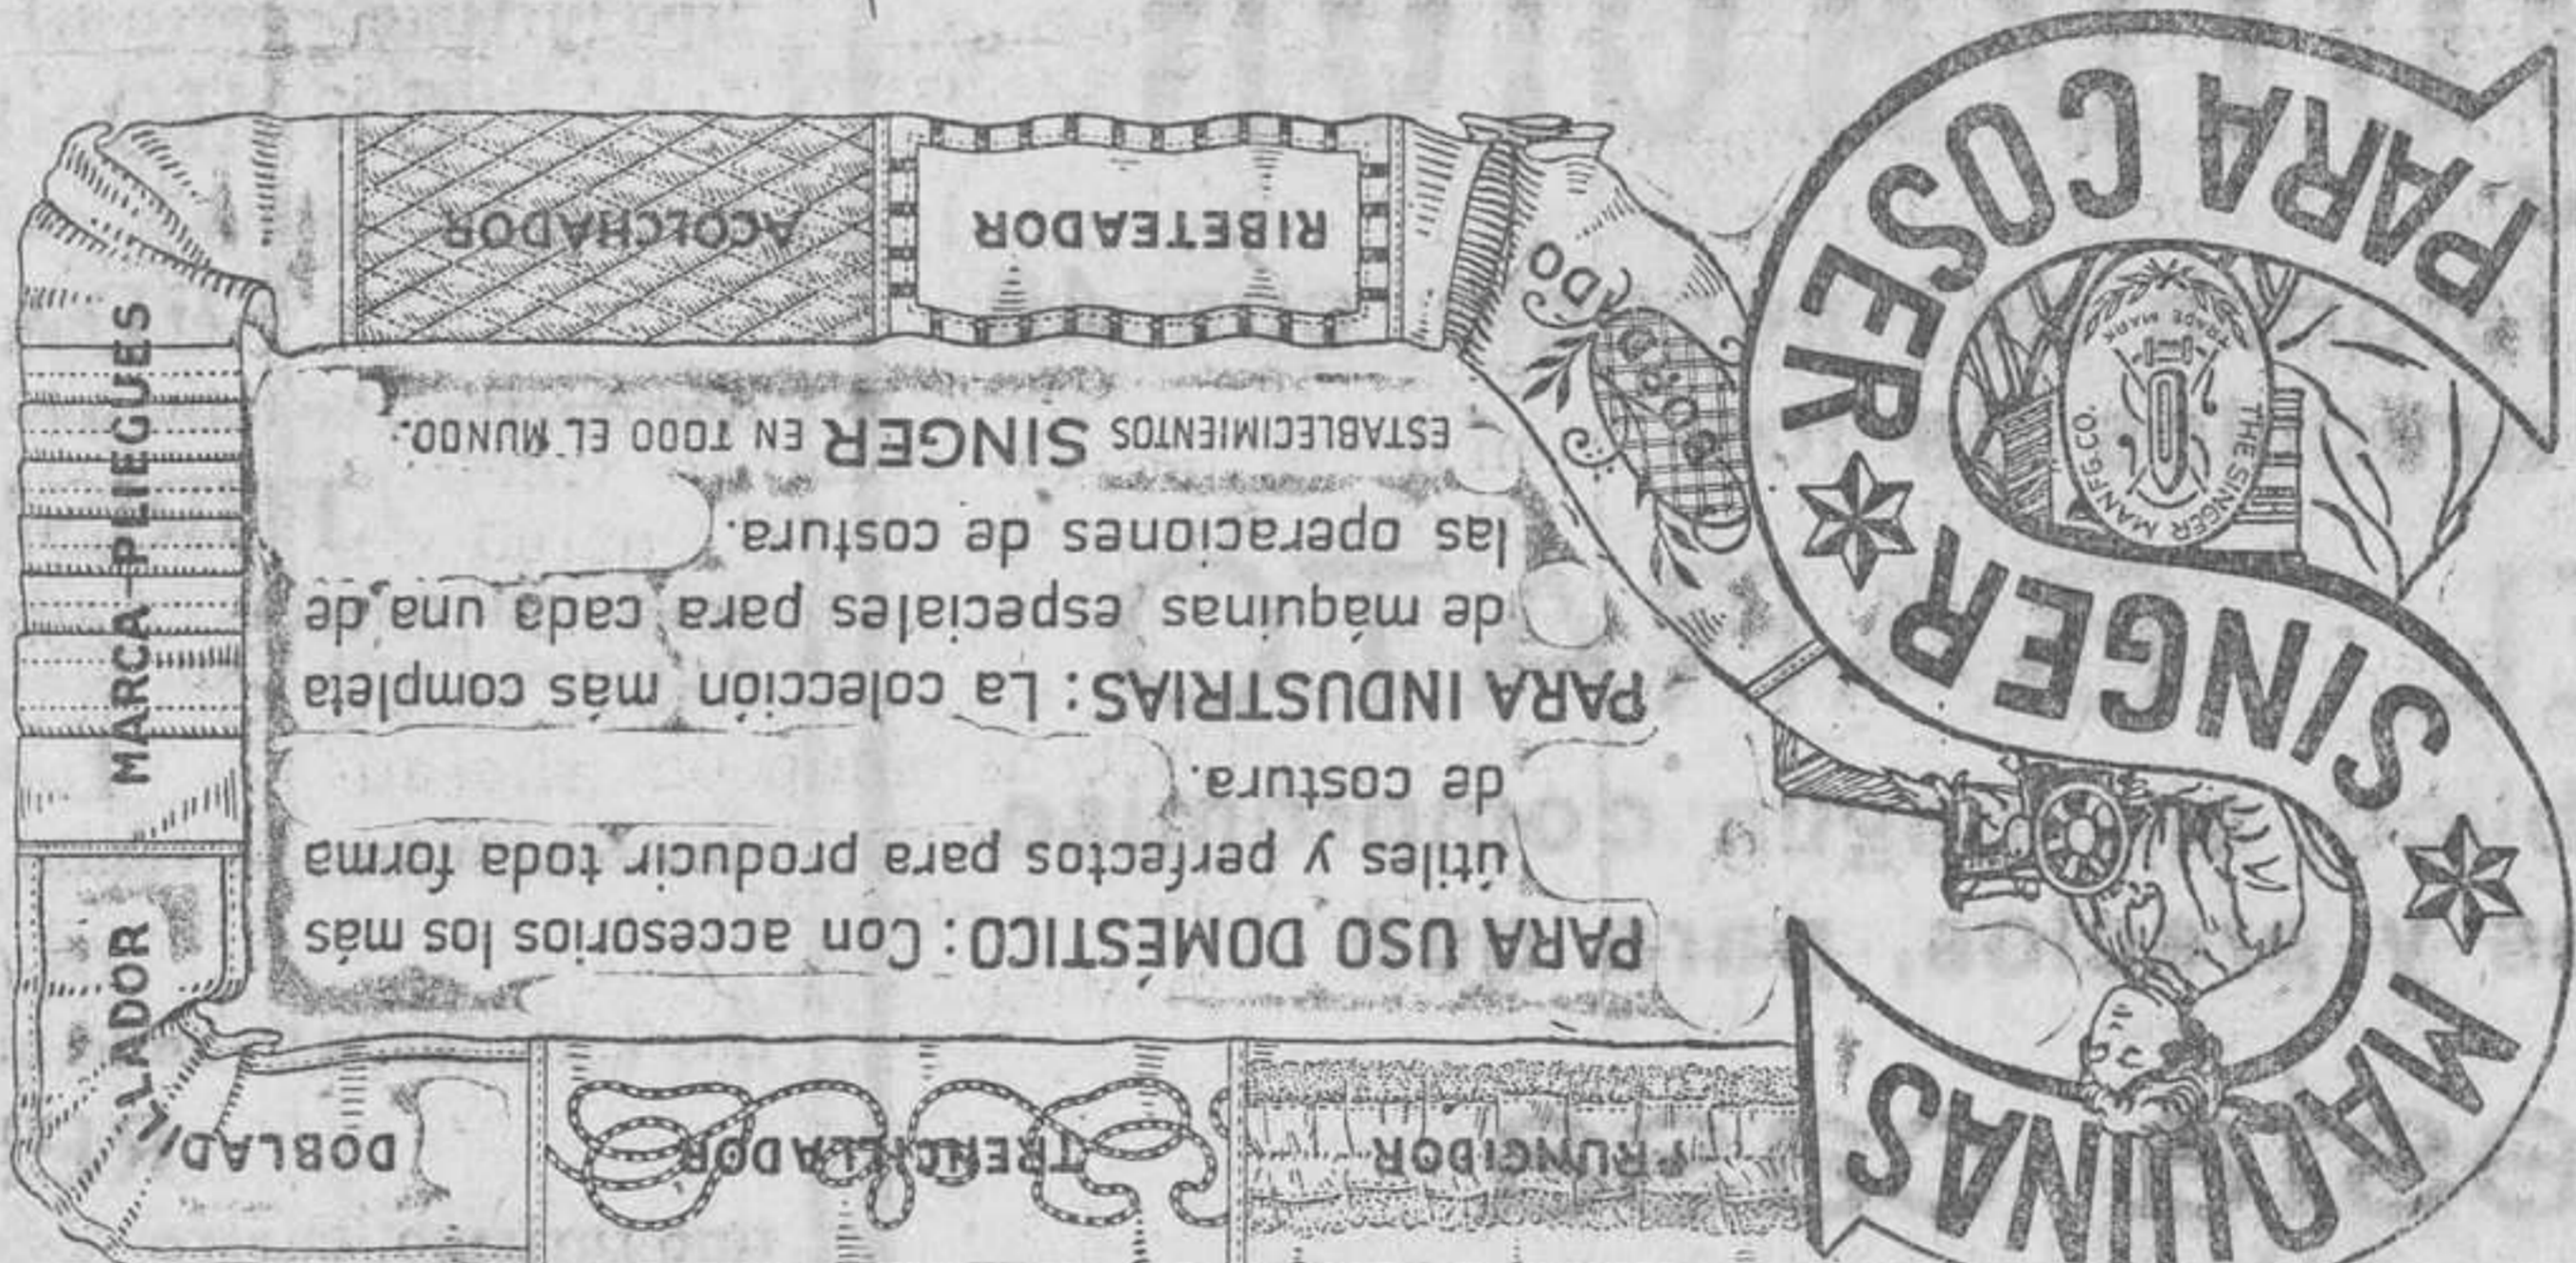 MAQUINAS
SINGER
PARA COSER
THE SINGER MANFG CO.
TRADE MARK
FRUNCIDOR
TRENCILLADOR
DOBLADILLADOR
MARCA-PLIEGUES
ACOLCHADOR
RIBETEADOR
PARA USO DOMÉSTICO: Con accesorios los más
útiles y perfectos para producir toda forma
de costura.
PARA INDUSTRIAS: La colección más completa
de máquinas especiales para cada una de
las operaciones de costura.
ESTABLECIMIENTOS SINGER EN TODO EL MUNDO.